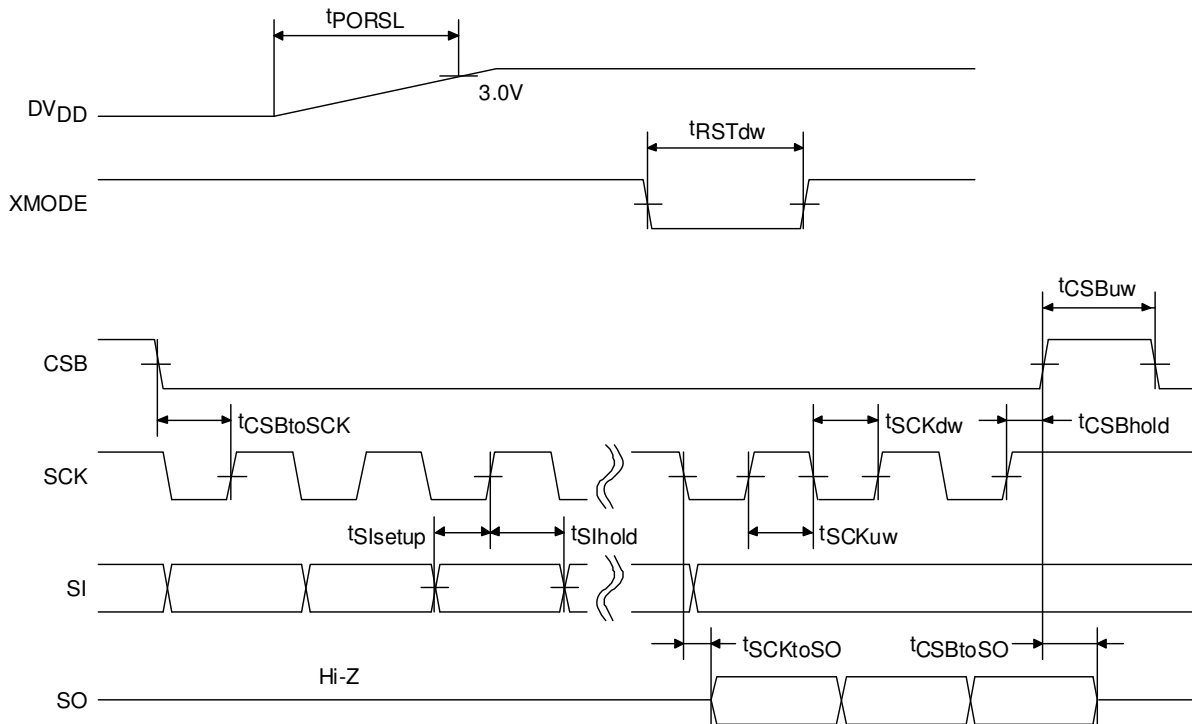 tPORSL
DVDD
3.0V
tRSTdw
XMODE
tCSBuw
CSB
tCSBtoSCK
tSCKdw
tCSBhold
SCK
tSIsetup
tSIhold
tSCKuw
SI
tSCKtoSO
tCSBtoSO
Hi-Z
SO